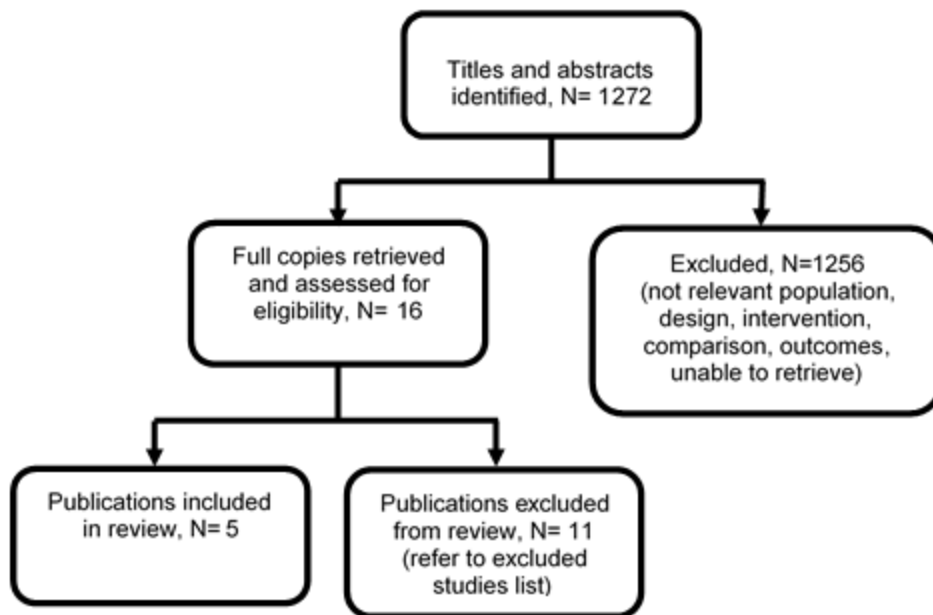 Titles and abstracts
identified, N= 1272
Full copies retrieved
and assessed for
eligibility, N= 16
Excluded, N=1256
(not relevant population,
design, intervention,
comparison, outcomes,
unable to retrieve)
Publications included
in review, N= 5
Publications excluded
from review, N= 11
(refer to excluded
studies list)